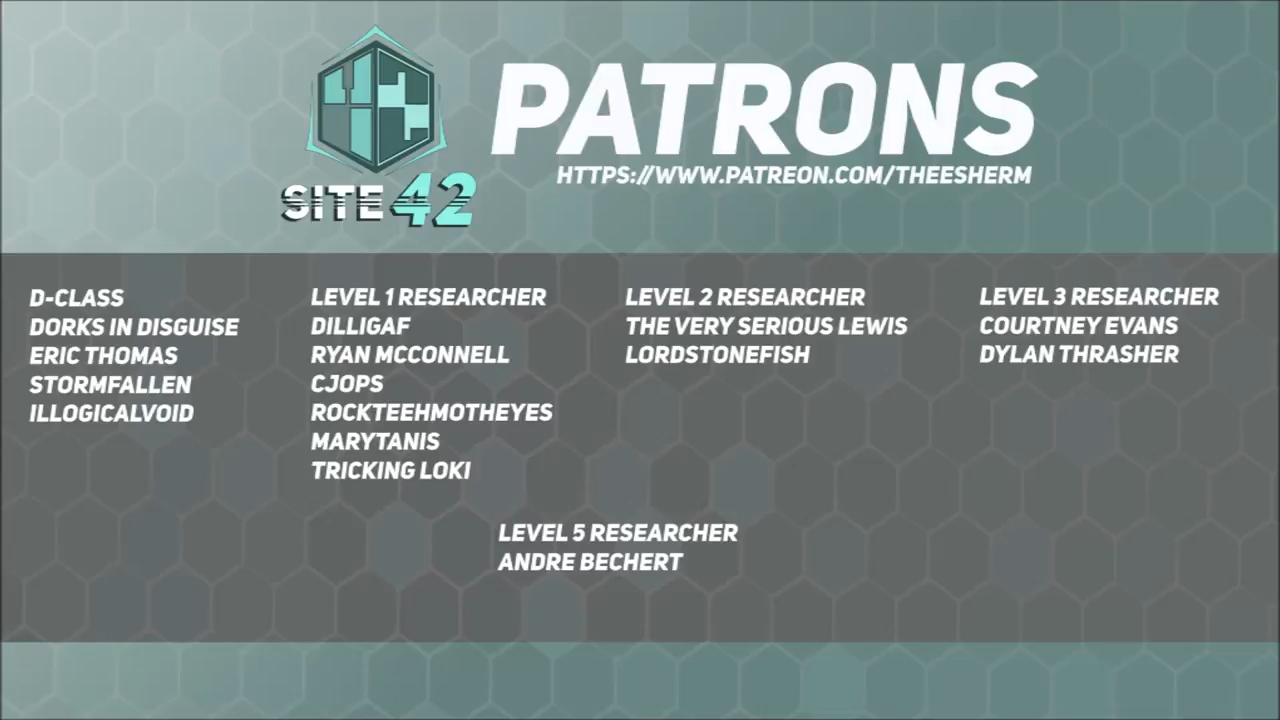 PATRONS
HTTPS://WWW.PATREON.COM/THEESHERM
SITE 42
D-CLASS
DORKS IN DISGUISE
ERIC THOMAS
STORMFALLEN
ILLOGICALVOID
LEVEL 1 RESEARCHER
DILLIGAF
RYAN MCCONNELL
CJOPS
ROCKTEEHMOTHEYES
MARYTANIS
TRICKING LOKI
LEVEL 2 RESEARCHER
THE VERY SERIOUS LEWIS
LORDSTONEFISH
LEVEL 3 RESEARCHER
COURTNEY EVANS
DYLAN THRASHER
LEVEL 5 RESEARCHER
ANDRE BECHERT